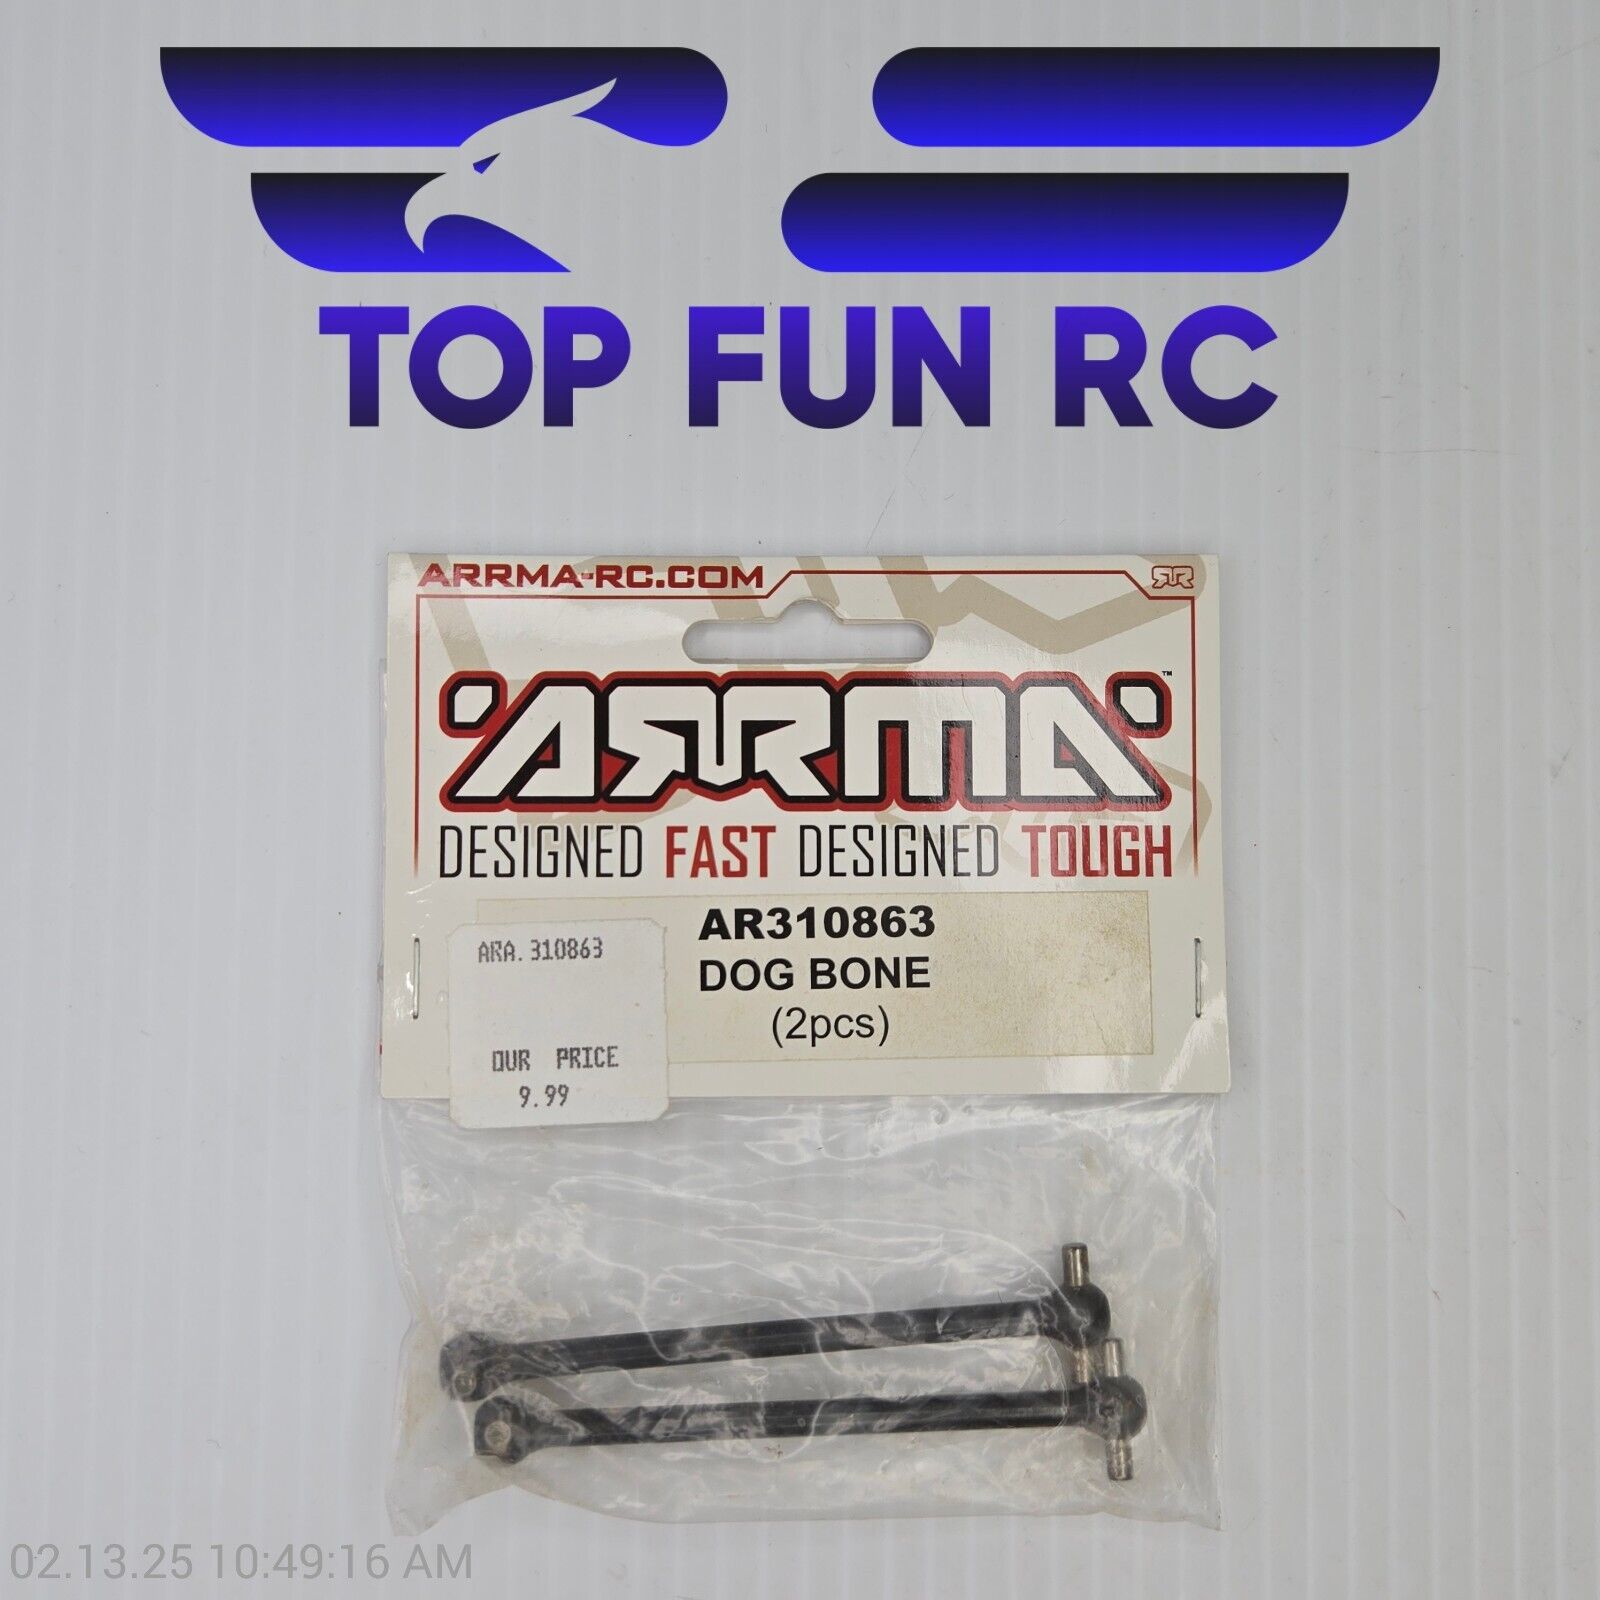 TOP FUN RC
ARRMA-RC.COM
ARRMA™
DESIGNED FAST DESIGNED TOUGH
AR310863
DOG BONE
(2pcs)
ARA.310863
OUR PRICE
9.99
02.13.25 10:49:16 AM